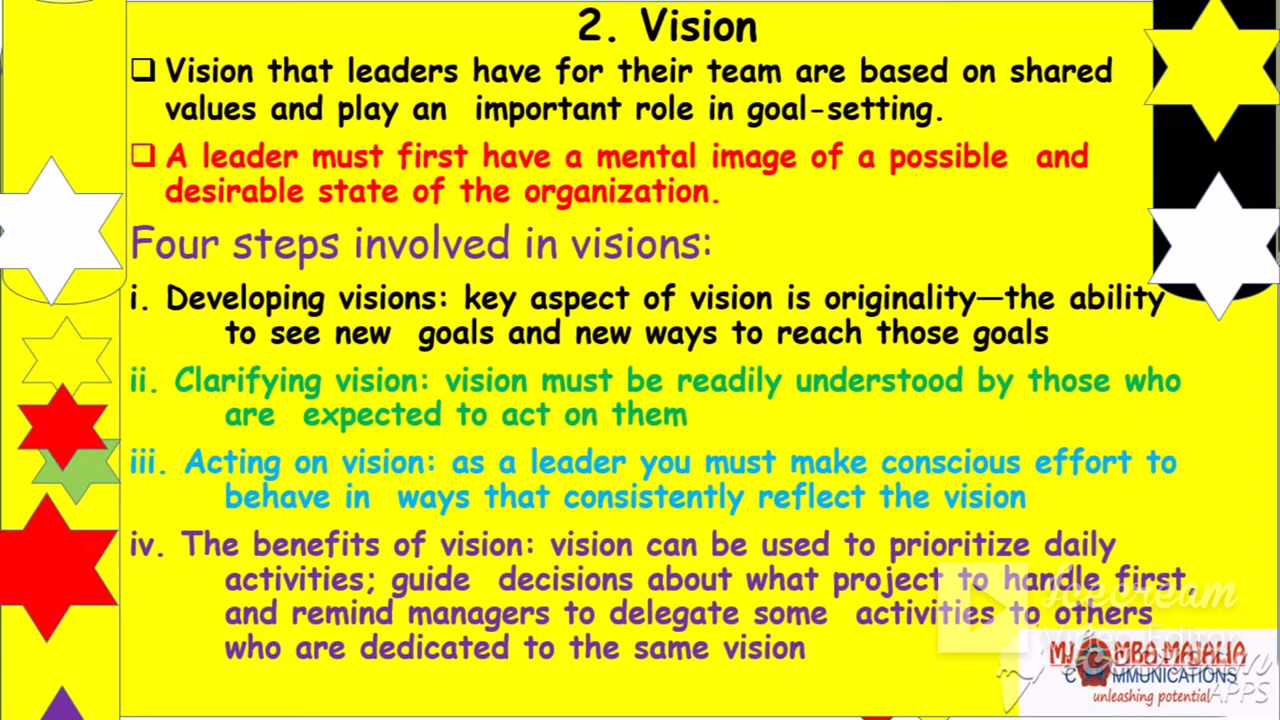 2. Vision
Vision that leaders have for their team are based on shared
values and play an important role in goal-setting.
A leader must first have a mental image of a possible and
desirable state of the organization.
Four steps involved in visions:
i. Developing visions: key aspect of vision is originality—the ability
to see new goals and new ways to reach those goals
ii. Clarifying vision: vision must be readily understood by those who
are expected to act on them
iii. Acting on vision: as a leader you must make conscious effort to
behave in ways that consistently reflect the vision
iv. The benefits of vision: vision can be used to prioritize daily
activities; guide decisions about what project to handle first,
and remind managers to delegate some activities to others
who are dedicated to the same vision
Icecream
Video Editor
COMMUNICATIONS
unleashing potential
APPS